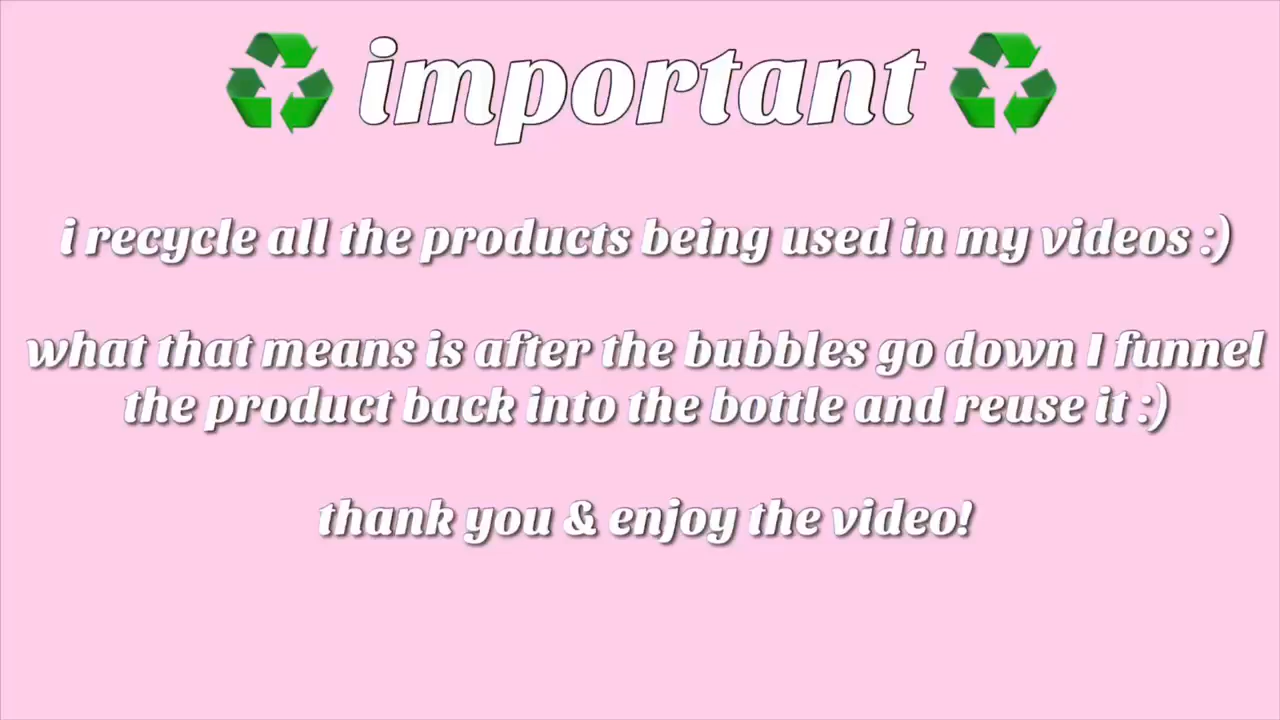 ♻️ important ♻️
i recycle all the products being used in my videos :)
what that means is after the bubbles go down I funnel
the product back into the bottle and reuse it :)
thank you & enjoy the video!